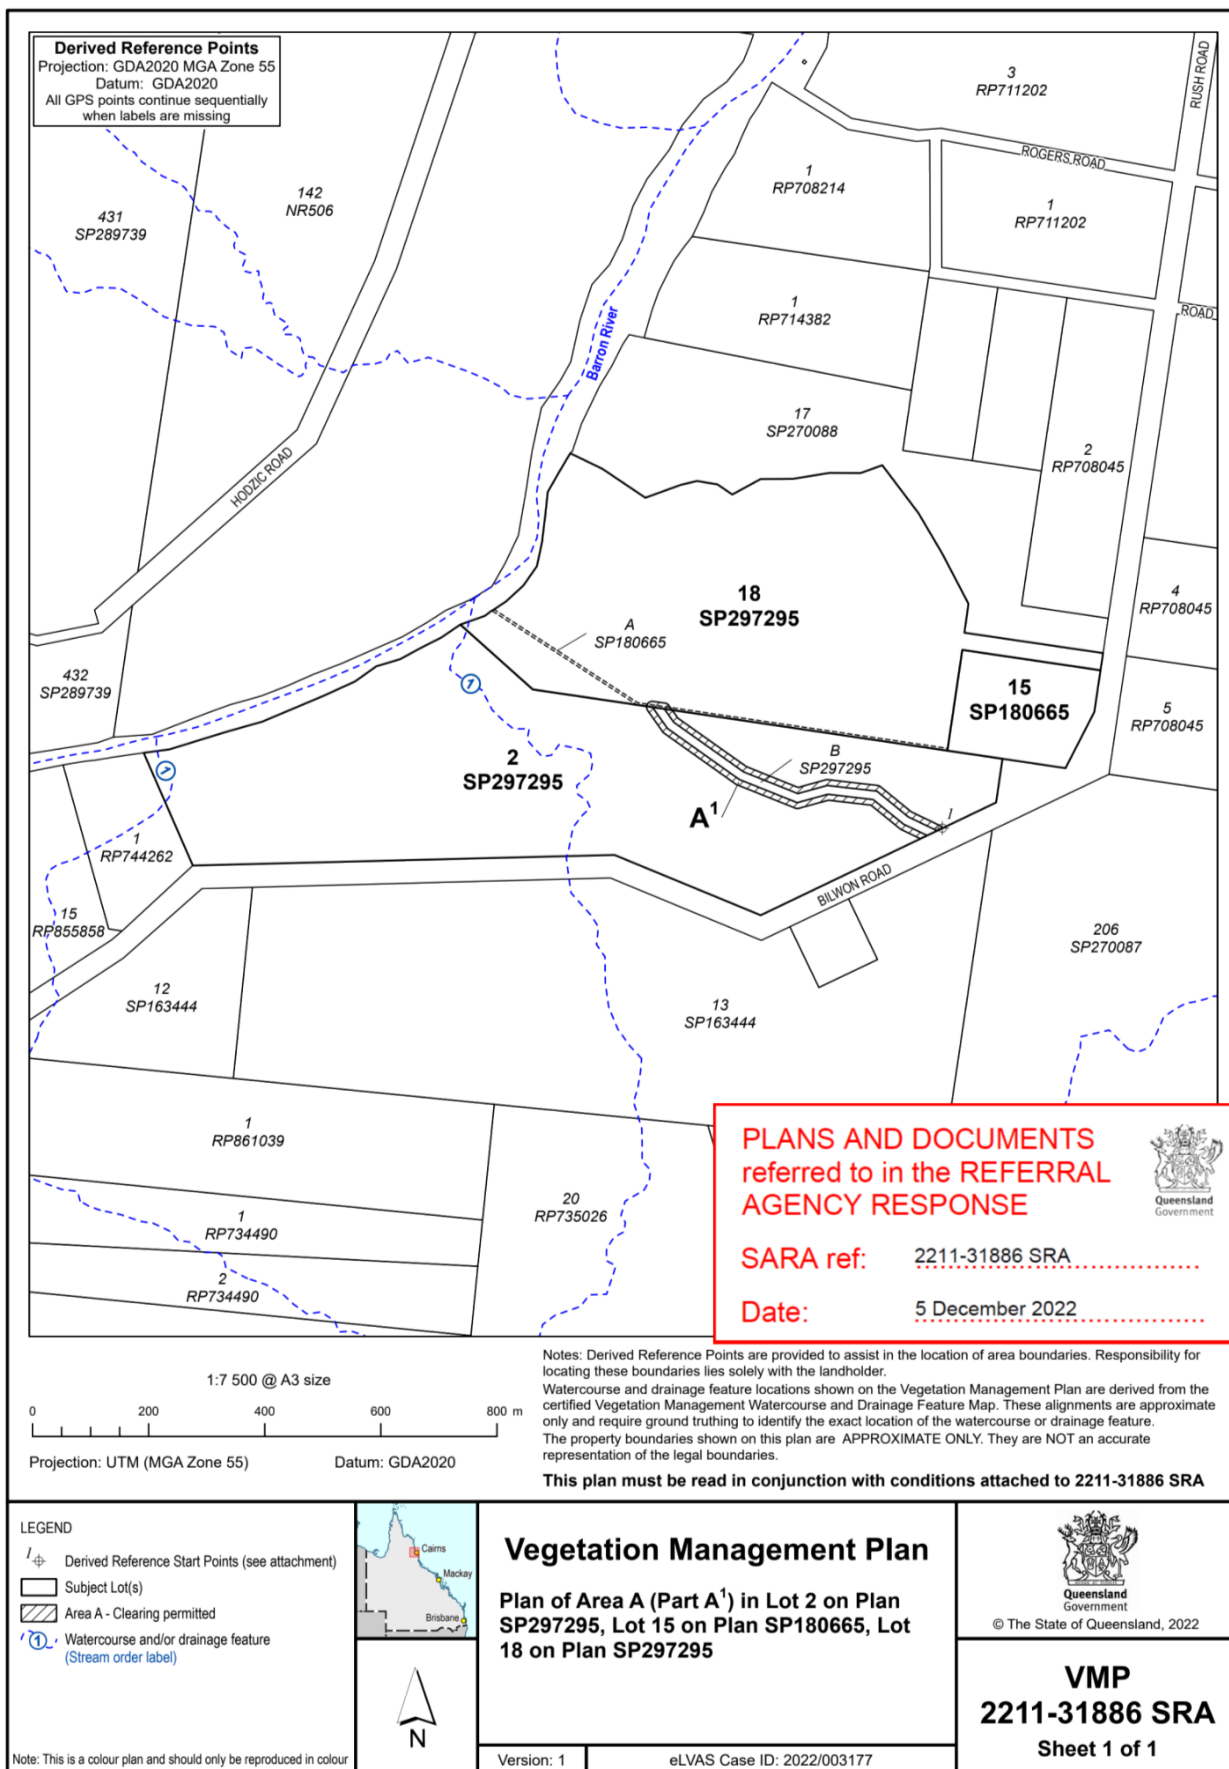 Derived Reference Points
Projection: GDA2020 MGA Zone 55
Datum: GDA2020
All GPS points continue sequentially
when labels are missing
3
RP711202
RUSH ROAD
ROGERS ROAD
1
RP708214
1
RP711202
142
NR506
431
SP289739
1
RP714382
ROAD
Barron River
17
SP270088
2
RP708045
HODZIC ROAD
18
SP297295
4
RP708045
A
SP180665
432
SP289739
15
SP180665
5
RP708045
1
2
SP297295
B
SP297295
1
A1
1
1
RP744262
BILWON ROAD
15
RP855858
206
SP270087
12
SP163444
13
SP163444
1
RP861039
20
RP735026
1
RP734490
2
RP734490
PLANS AND DOCUMENTS
referred to in the REFERRAL
AGENCY RESPONSE
Queensland
Government
SARA ref: 2211-31886 SRA
Date: 5 December 2022
1:7 500 @ A3 size
0 200 400 600 800 m
Projection: UTM (MGA Zone 55) Datum: GDA2020
Notes: Derived Reference Points are provided to assist in the location of area boundaries. Responsibility for
locating these boundaries lies solely with the landholder.
Watercourse and drainage feature locations shown on the Vegetation Management Plan are derived from the
certified Vegetation Management Watercourse and Drainage Feature Map. These alignments are approximate
only and require ground truthing to identify the exact location of the watercourse or drainage feature.
The property boundaries shown on this plan are APPROXIMATE ONLY. They are NOT an accurate
representation of the legal boundaries.
This plan must be read in conjunction with conditions attached to 2211-31886 SRA
LEGEND
1 Derived Reference Start Points (see attachment)
Subject Lot(s)
Area A - Clearing permitted
1 Watercourse and/or drainage feature
(Stream order label)
Note: This is a colour plan and should only be reproduced in colour
Cairns
Mackay
Brisbane
N
Vegetation Management Plan
Plan of Area A (Part A1) in Lot 2 on Plan
SP297295, Lot 15 on Plan SP180665, Lot
18 on Plan SP297295
Version: 1
eLVAS Case ID: 2022/003177
Queensland
Government
© The State of Queensland, 2022
VMP
2211-31886 SRA
Sheet 1 of 1